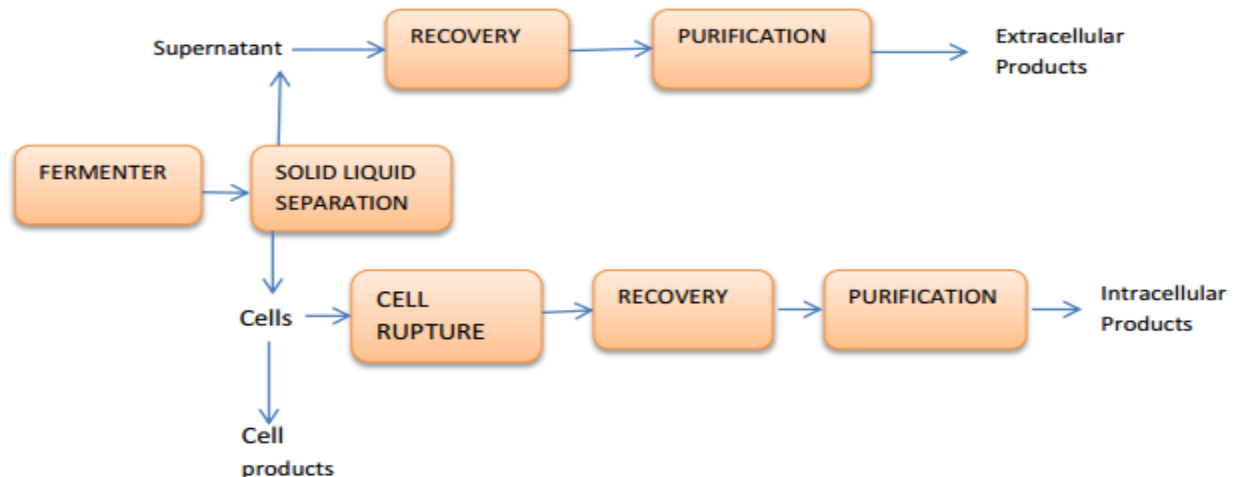 Supernatant
RECOVERY
PURIFICATION
Extracellular
Products
FERMENTER
SOLID LIQUID
SEPARATION
Cells
CELL
RUPTURE
RECOVERY
PURIFICATION
Intracellular
Products
Cell
products